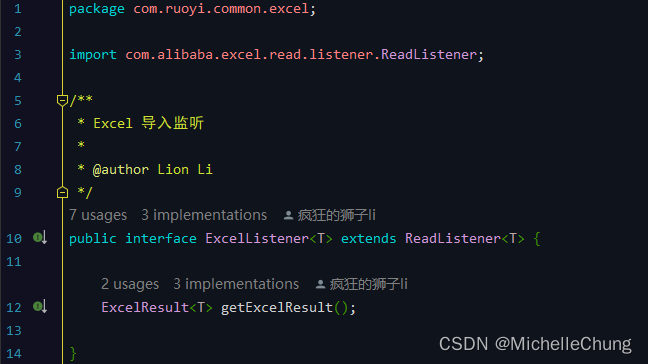 1 package com.ruoyi.common.excel;
2
3 import com.alibaba.excel.read.listener.ReadListener;
4
5 /**
6 * Excel 导入监听
7 *
8 * @author Lion Li
9 */
7 usages 3 implementations 疯狂的狮子li
10 public interface ExcelListener<T> extends ReadListener<T> {
11
2 usages 3 implementations 疯狂的狮子li
12 ExcelResult<T> getExcelResult();
13
14 }
CSDN @MichelleChung